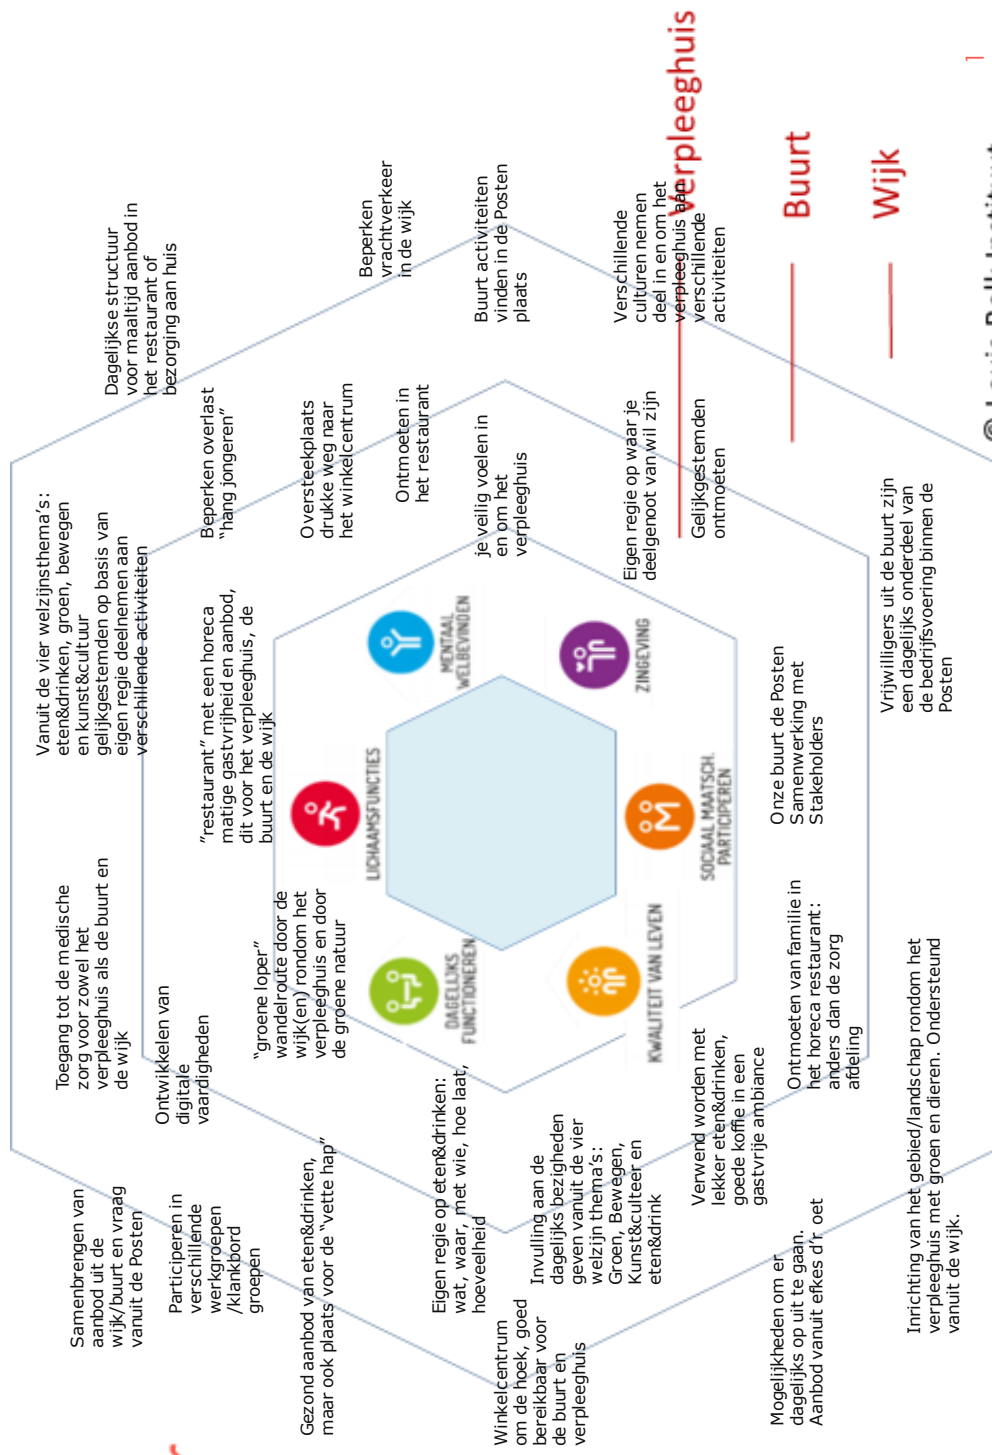 Samenbrengen van
aanbod uit de
wijk/buurt en vraag
vanuit de Posten
Toegang tot de medische
zorg voor zowel het
verpleeghuis als de buurt en
de wijk
Vanuit de vier welzijnsthema's:
eten&drinken, groen, bewegen
en kunst&cultuur
gelijkgestemden op basis van
eigen regie deelnemen aan
verschillende activiteiten
Dagelijkse structuur
voor maaltijd aanbod in
het restaurant of
bezorging aan huis
Participeren in
verschillende
werkgroepen
/klankbord
groepen
Ontwikkelen van
digitale
vaardigheden
"restaurant" met een horeca
matige gastvrijheid en aanbod,
dit voor het verpleeghuis, de
buurt en de wijk
Beperken overlast
"hang jongeren"
"groene loper"
wandelroute door de
wijk(en) rondom het
verpleeghuis en door
de groene natuur
Gezond aanbod van eten&drinken,
maar ook plaats voor de "vette hap"
Oversteekplaats
drukke weg naar
het winkelcentrum
Beperken
vrachtverkeer
in de wijk
LICHAAMSFUNCTIES
Ontmoeten in
het restaurant
Eigen regie op eten&drinken:
wat, waar, met wie, hoe laat,
hoeveelheid
DAGELIJKS
FUNCTIONEREN
MENTAAL
WELBEVINDEN
je veilig voelen in
en om het
verpleeghuis
Buurt activiteiten
vinden in de Posten
plaats
Winkelcentrum
om de hoek, goed
bereikbaar voor
de buurt en
verpleeghuis
Invulling aan de
dagelijks bezigheden
geven vanuit de vier
welzijn thema's:
Groen, Bewegen,
Kunst&culteer en
eten&drink
KWALITEIT VAN LEVEN
ZINGEVING
Eigen regie op waar je
deelgenoot van wil zijn
Verschillende
culturen nemen
deel in en om het
verpleeghuis aan
verschillende
activiteiten
SOCIAAL MAATSCH.
PARTICIPEREN
Verwend worden met
lekker eten&drinken,
goede koffie in een
gastvrije ambiance
Gelijkgestemden
ontmoeten
Verpleeghuis
Mogelijkheden om er
dagelijks op uit te gaan.
Aanbod vanuit efkes d'r oet
Ontmoeten van familie in
het horeca restaurant:
anders dan de zorg
afdeling
Onze buurt de Posten
Samenwerking met
Stakeholders
Buurt
Inrichting van het gebied/landschap rondom het
verpleeghuis met groen en dieren. Ondersteund
vanuit de wijk.
Vrijwilligers uit de buurt zijn
een dagelijks onderdeel van
de bedrijfsvoering binnen de
Posten
Wijk
1
© Louis Bolk Instituut